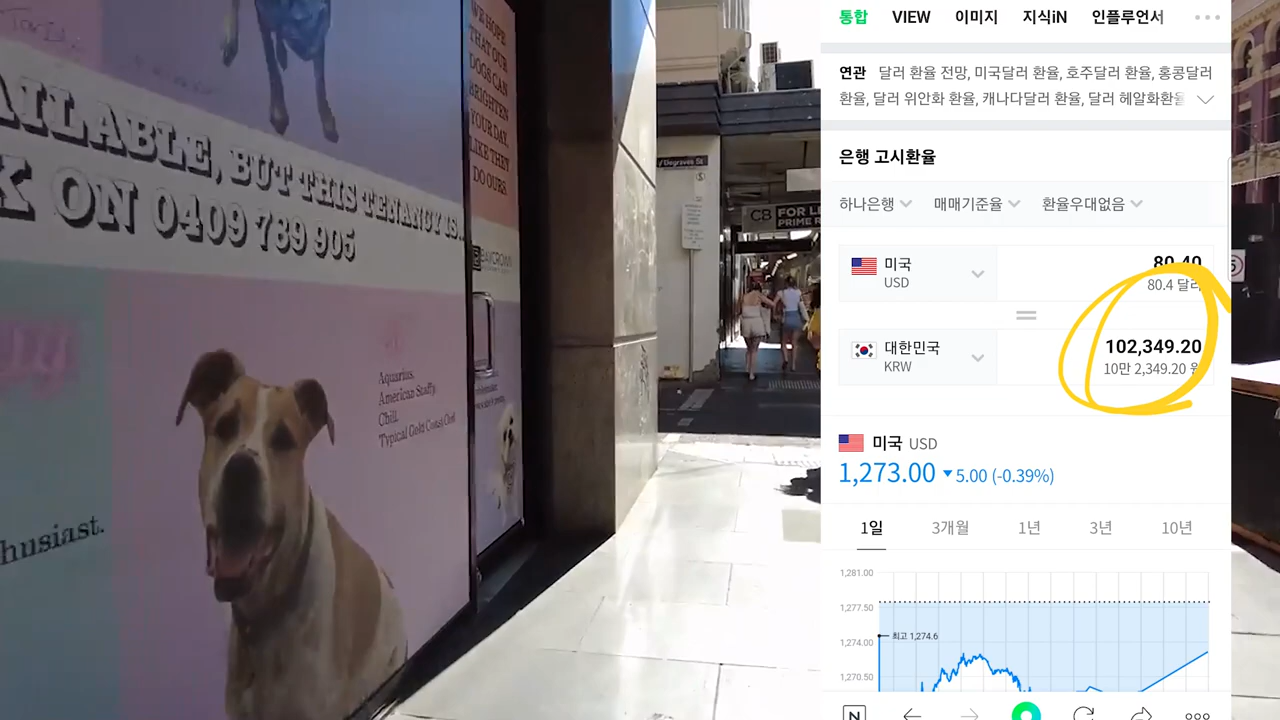 AILABLE, BUT THIS TENANCY IS...
K ON 0409 789 905
WE HOPE
THAT OUR
DOGS CAN
BRIGHTEN
YOUR DAY,
LIKE THEY
DO OURS.
Aquarius.
American Staffy.
Chill.
Typical Gold Coast Girl
husiast.
Degraves St
CB FOR LE
PRIME R
통합 VIEW 이미지 지식iN 인플루언서
연관 달러 환율 전망, 미국달러 환율, 호주달러 환율, 홍콩달러
환율, 달러 위안화 환율, 캐나다달러 환율, 달러 헤알화환율
은행 고시환율
하나은행 매매기준율 환율우대없음
미국 80.40
USD 80.4 달러
대한민국 102,349.20
KRW 10만 2,349.20 원
미국 USD
1,273.00 ▼5.00 (-0.39%)
1일 3개월 1년 3년 10년
1,281.00
1,277.50
1,274.00 최고 1,274.6
1,270.50
N